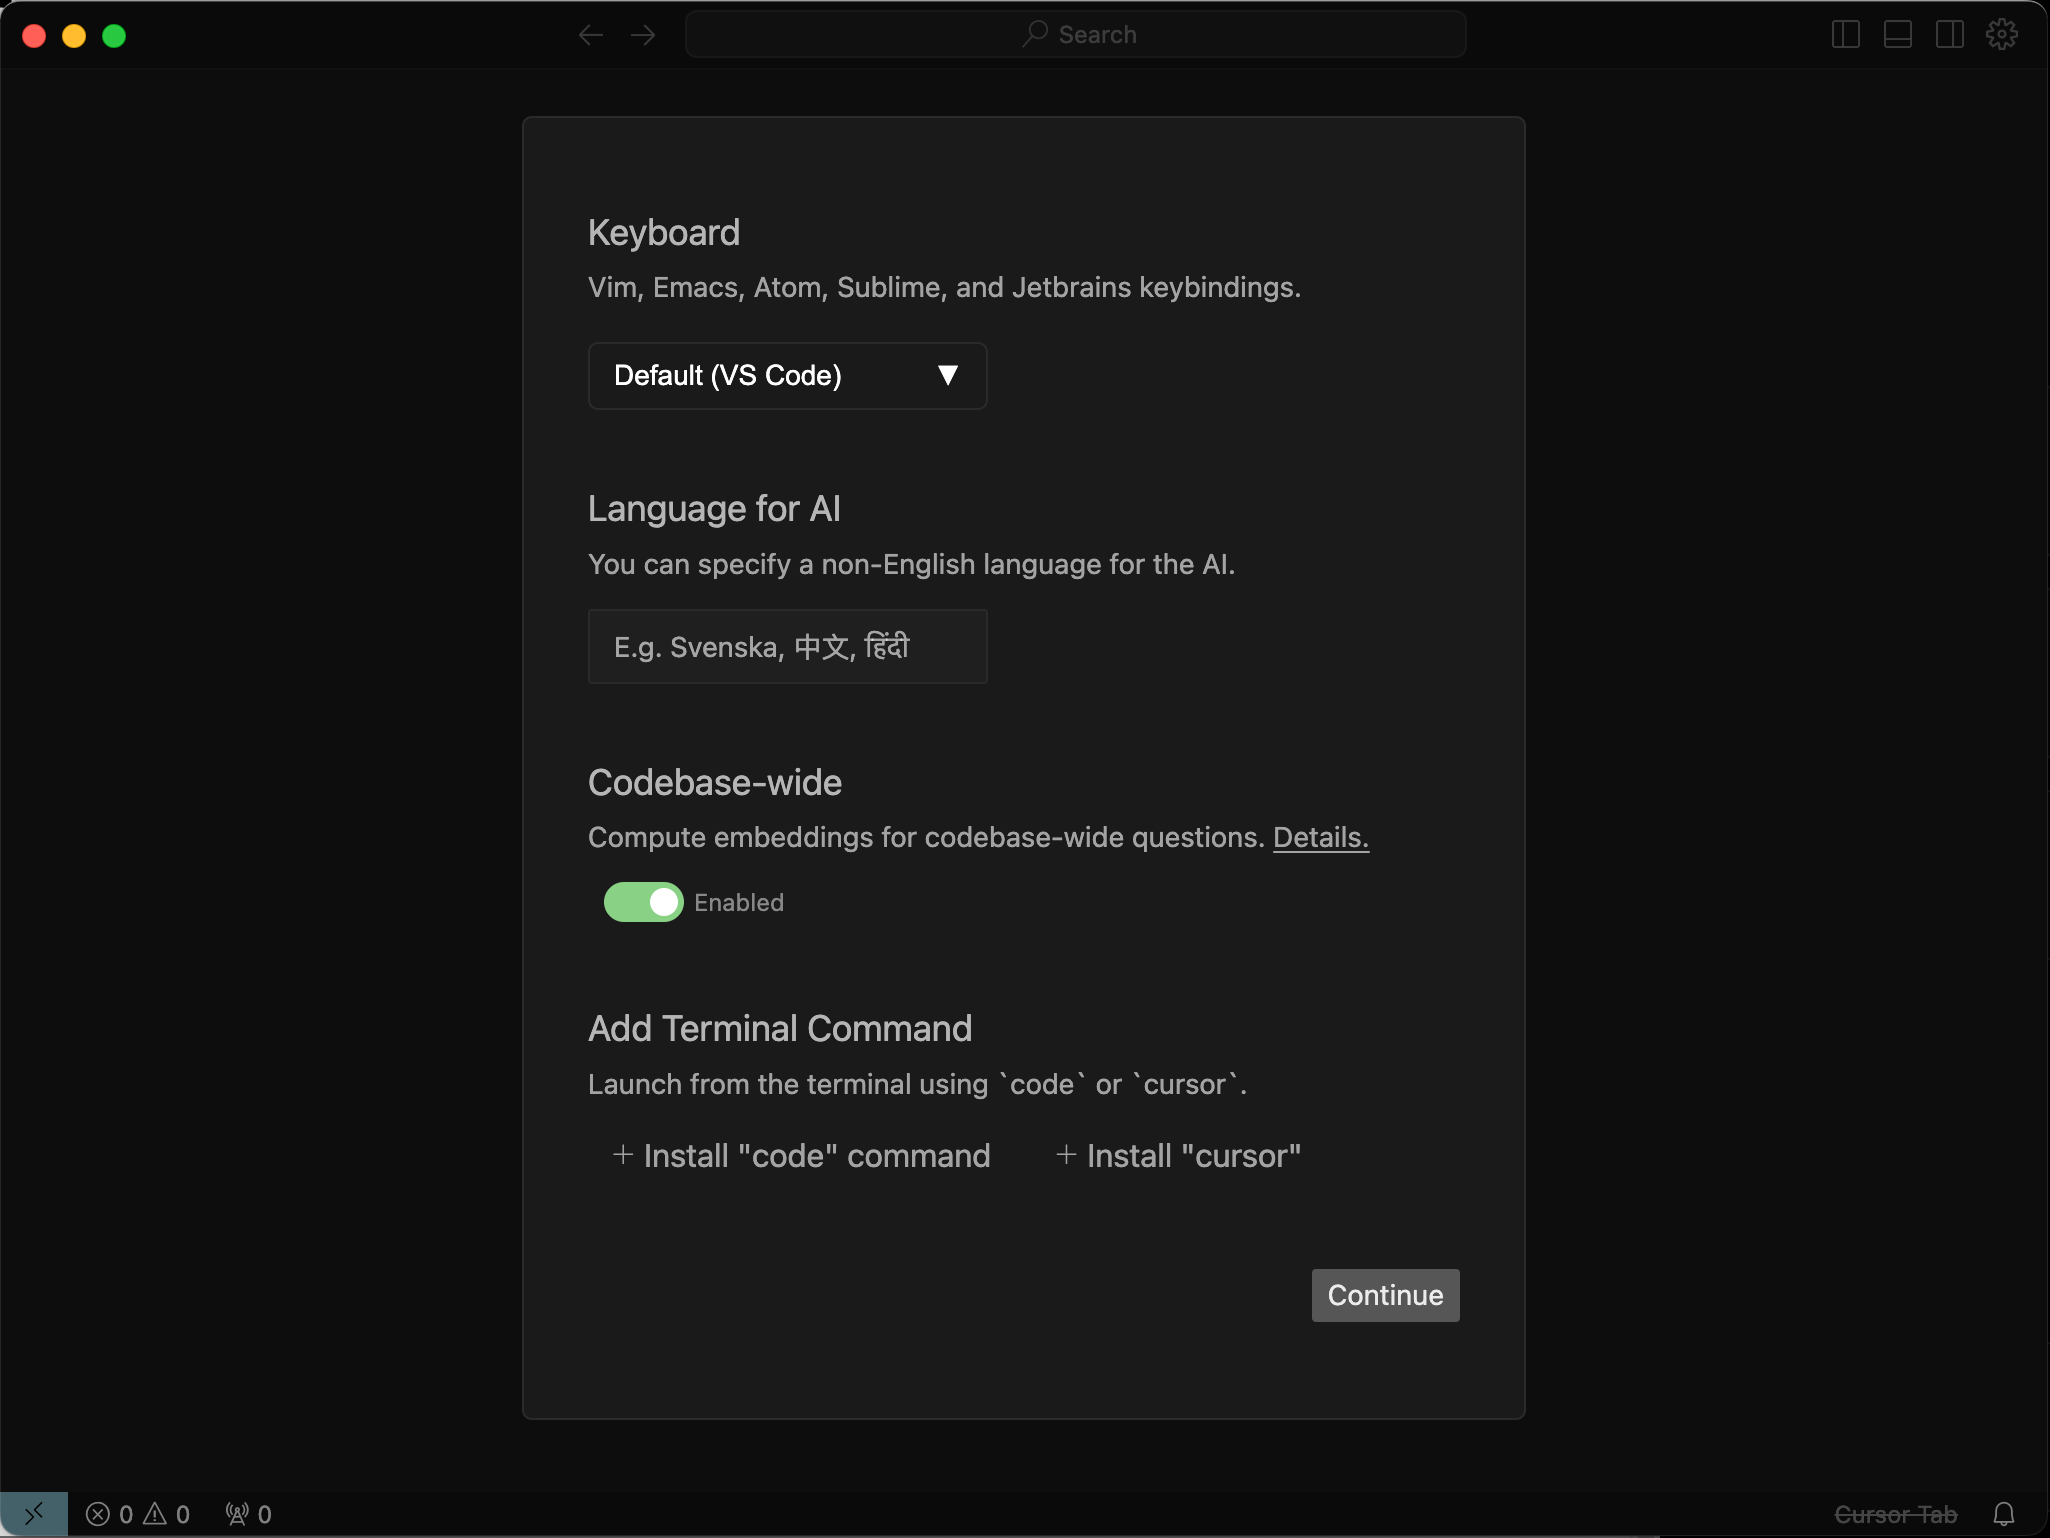 Search
Keyboard
Vim, Emacs, Atom, Sublime, and Jetbrains keybindings.
Default (VS Code)
Language for AI
You can specify a non-English language for the AI.
E.g. Svenska, 中文, हिंदी
Codebase-wide
Compute embeddings for codebase-wide questions. Details.
Enabled
Add Terminal Command
Launch from the terminal using `code` or `cursor`.
+ Install "code" command + Install "cursor"
Continue
0 0 0 Cursor Tab